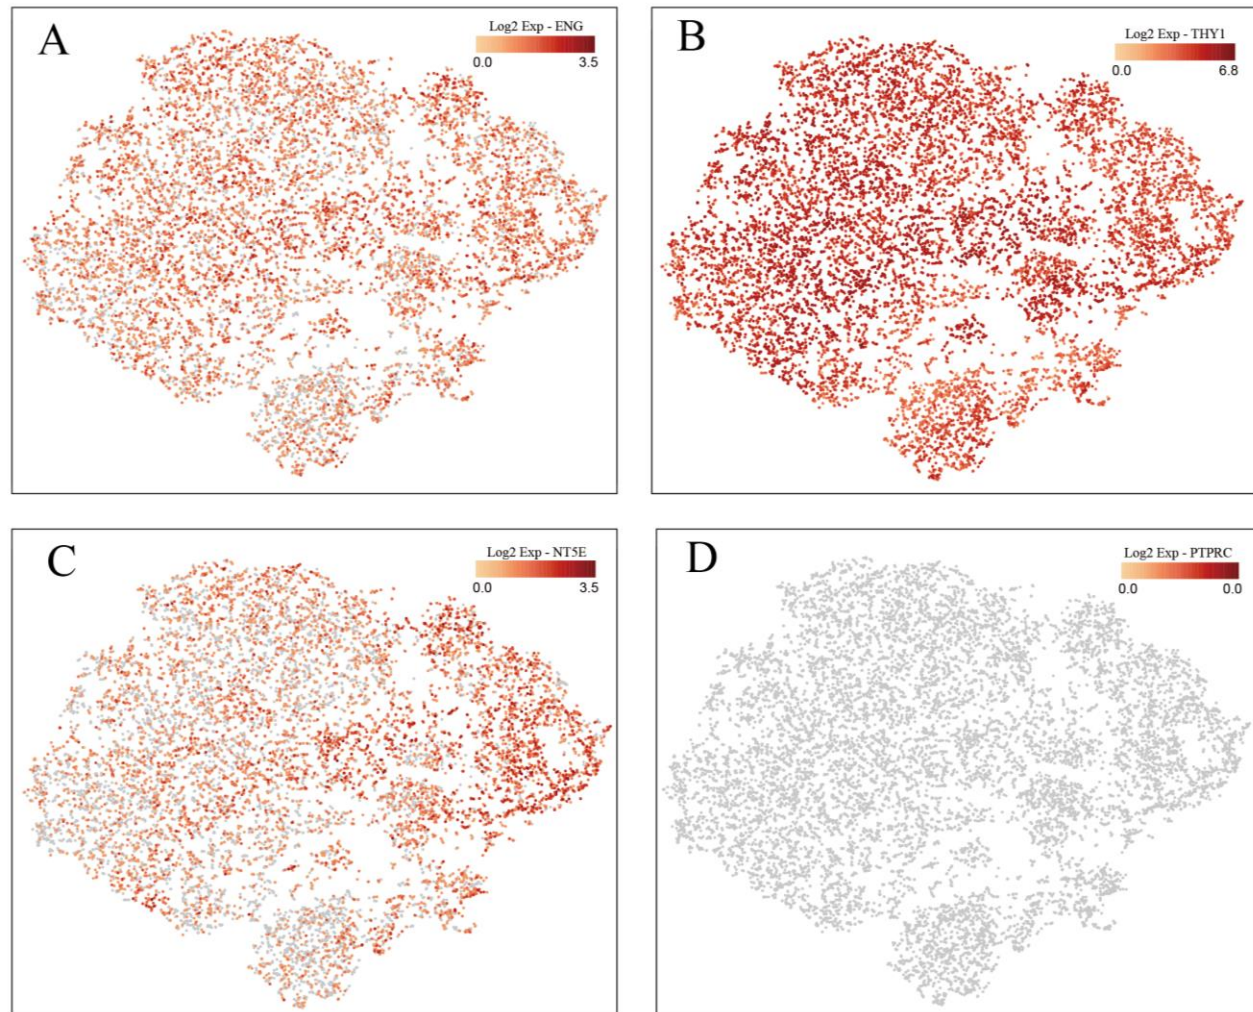 A
Log2 Exp - ENG
0.0 3.5
B
Log2 Exp - THY1
0.0 6.8
C
Log2 Exp - NT5E
0.0 3.5
D
Log2 Exp - PTPRC
0.0 0.0